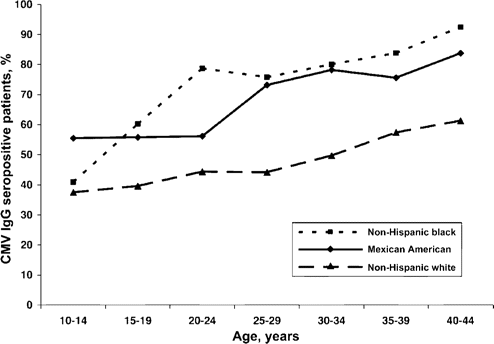 CMV IgG seropositive patients, %
100
90
80
70
60
50
40
30
20
10
0
10-14 15-19 20-24 25-29 30-34 35-39 40-44
Age, years
Non-Hispanic black
Mexican American
Non-Hispanic white